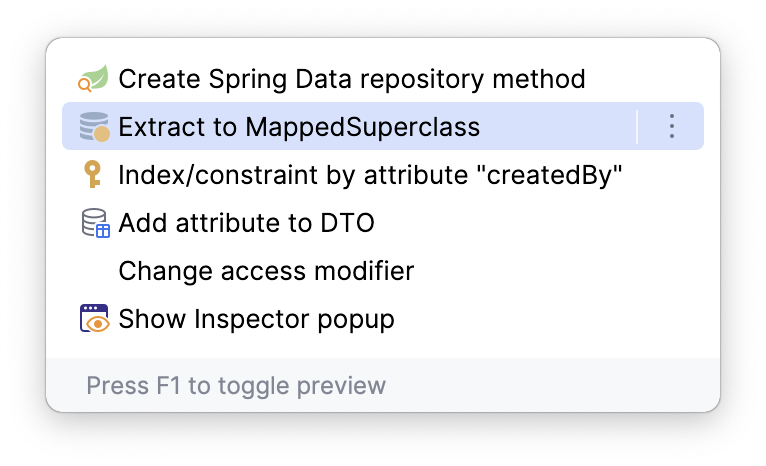 Create Spring Data repository method
Extract to MappedSuperclass
Index/constraint by attribute "createdBy"
Add attribute to DTO
Change access modifier
Show Inspector popup
Press F1 to toggle preview